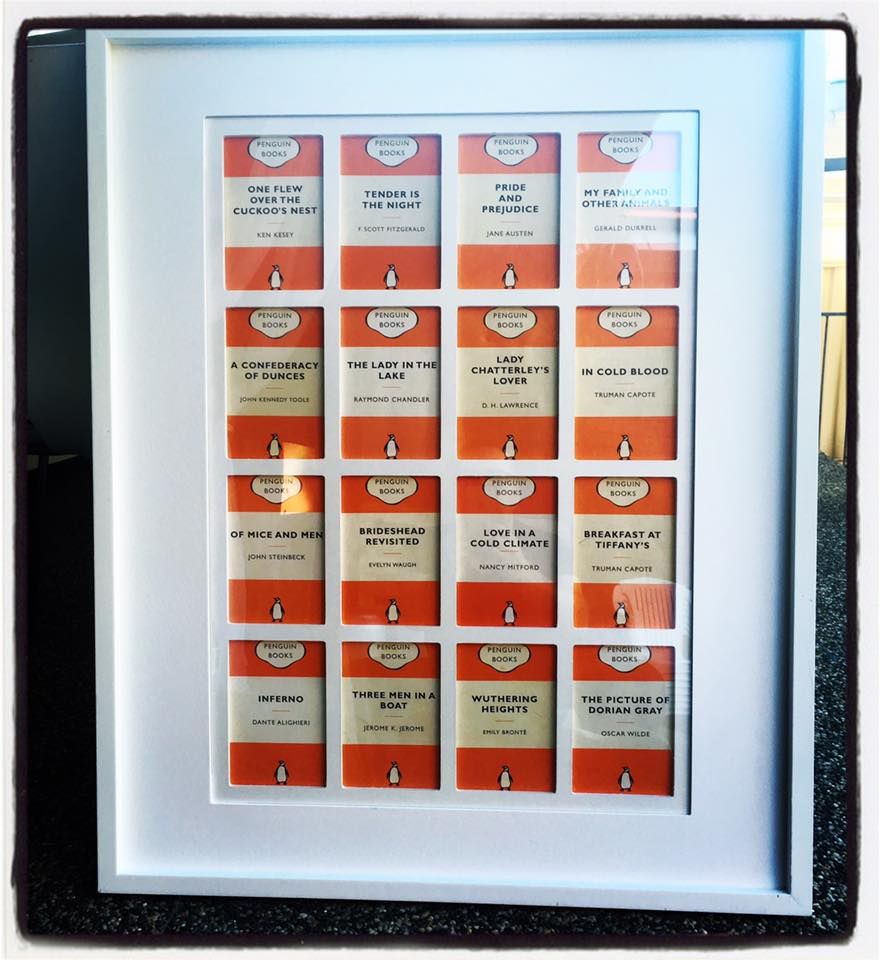 PENGUIN
BOOKS
ONE FLEW
OVER THE
CUCKOO'S NEST
KEN KESEY
PENGUIN
BOOKS
TENDER IS
THE NIGHT
F. SCOTT FITZGERALD
PENGUIN
BOOKS
PRIDE
AND
PREJUDICE
JANE AUSTEN
PENGUIN
BOOKS
MY FAMILY AND
OTHER ANIMALS
GERALD DURRELL
PENGUIN
BOOKS
A CONFEDERACY
OF DUNCES
JOHN KENNEDY TOOLE
PENGUIN
BOOKS
THE LADY IN THE
LAKE
RAYMOND CHANDLER
PENGUIN
BOOKS
LADY
CHATTERLEY'S
LOVER
D. H. LAWRENCE
PENGUIN
BOOKS
IN COLD BLOOD
TRUMAN CAPOTE
PENGUIN
BOOKS
OF MICE AND MEN
JOHN STEINBECK
PENGUIN
BOOKS
BRIDESHEAD
REVISITED
EVELYN WAUGH
PENGUIN
BOOKS
LOVE IN A
COLD CLIMATE
NANCY MITFORD
PENGUIN
BOOKS
BREAKFAST AT
TIFFANY'S
TRUMAN CAPOTE
PENGUIN
BOOKS
INFERNO
DANTE ALIGHIERI
PENGUIN
BOOKS
THREE MEN IN A
BOAT
JEROME K. JEROME
PENGUIN
BOOKS
WUTHERING
HEIGHTS
EMILY BRONTË
PENGUIN
BOOKS
THE PICTURE OF
DORIAN GRAY
OSCAR WILDE